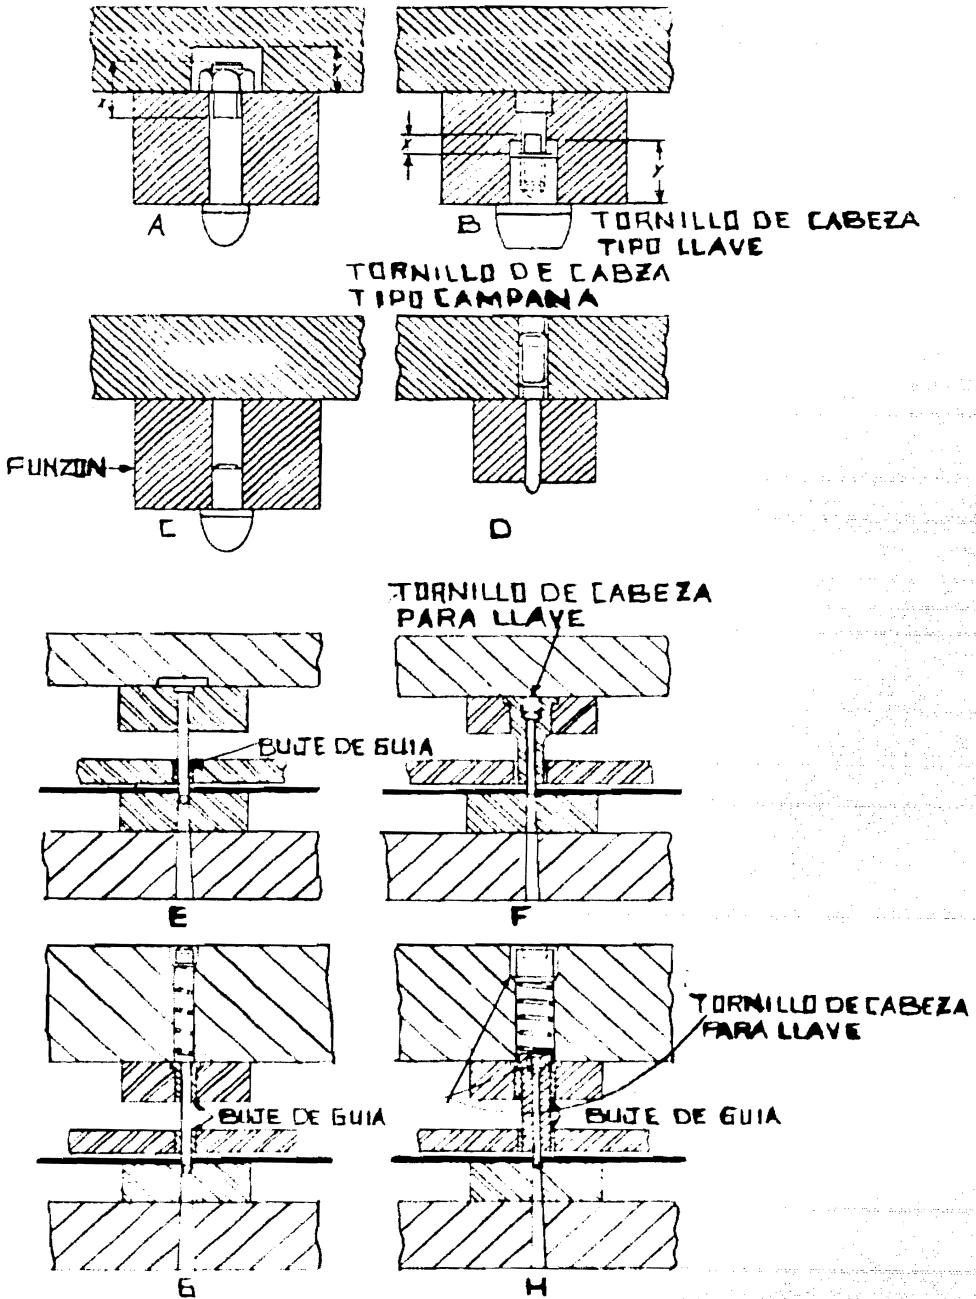 Y
X
A
X
Y
B
TORNILLO DE CABEZA
TIPO LLAVE
TORNILLO DE CABZA
TIPO CAMPANA
FUNZON
C
D
TORNILLO DE CABEZA
PARA LLAVE
BUJE DE GUIA
E
F
TORNILLO DE CABEZA
PARA LLAVE
BUJE DE GUIA
BUJE DE GUIA
G
H